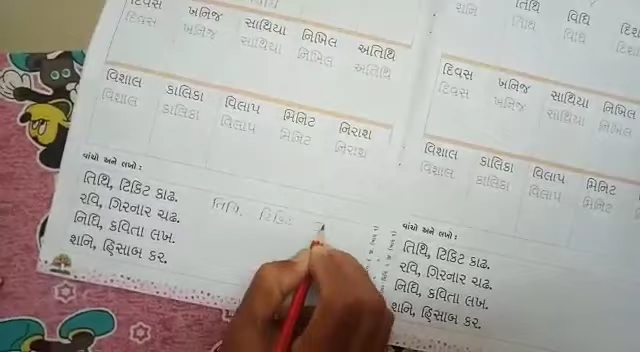 દિવસ ખનિજ સાથિયા નિખિલ અતિથિ
દિવસ ખનિજ સાથિયા નિખિલ અતિથિ
વિશાલ કાલિકા વિલાપ મિનિટ નિરાશ
વિશાલ કાલિકા વિલાપ મિનિટ નિરાશ
વાંચો અને લખો :
તિથિ, ટિકિટ કાઢ.
રવિ, ગિરનાર ચઢ.
નિધિ, કવિતા લખ.
શનિ, હિસાબ કર.
તિથિ, ટિકિટ
શનિ તિથિ વિધિ દિશા
વિધિ દિશા
દિવસ ખનિજ સાથિયા નિખિલ
દિવસ ખનિજ સાથિયા નિખિલ
વિશાલ કાલિકા વિલાપ મિનિટ
વિશાલ કાલિકા વિલાપ મિનિટ
વાંચો અને લખો :
તિથિ, ટિકિટ કાઢ.
રવિ, ગિરનાર ચઢ.
નિધિ, કવિતા લખ.
શનિ, હિસાબ કર.